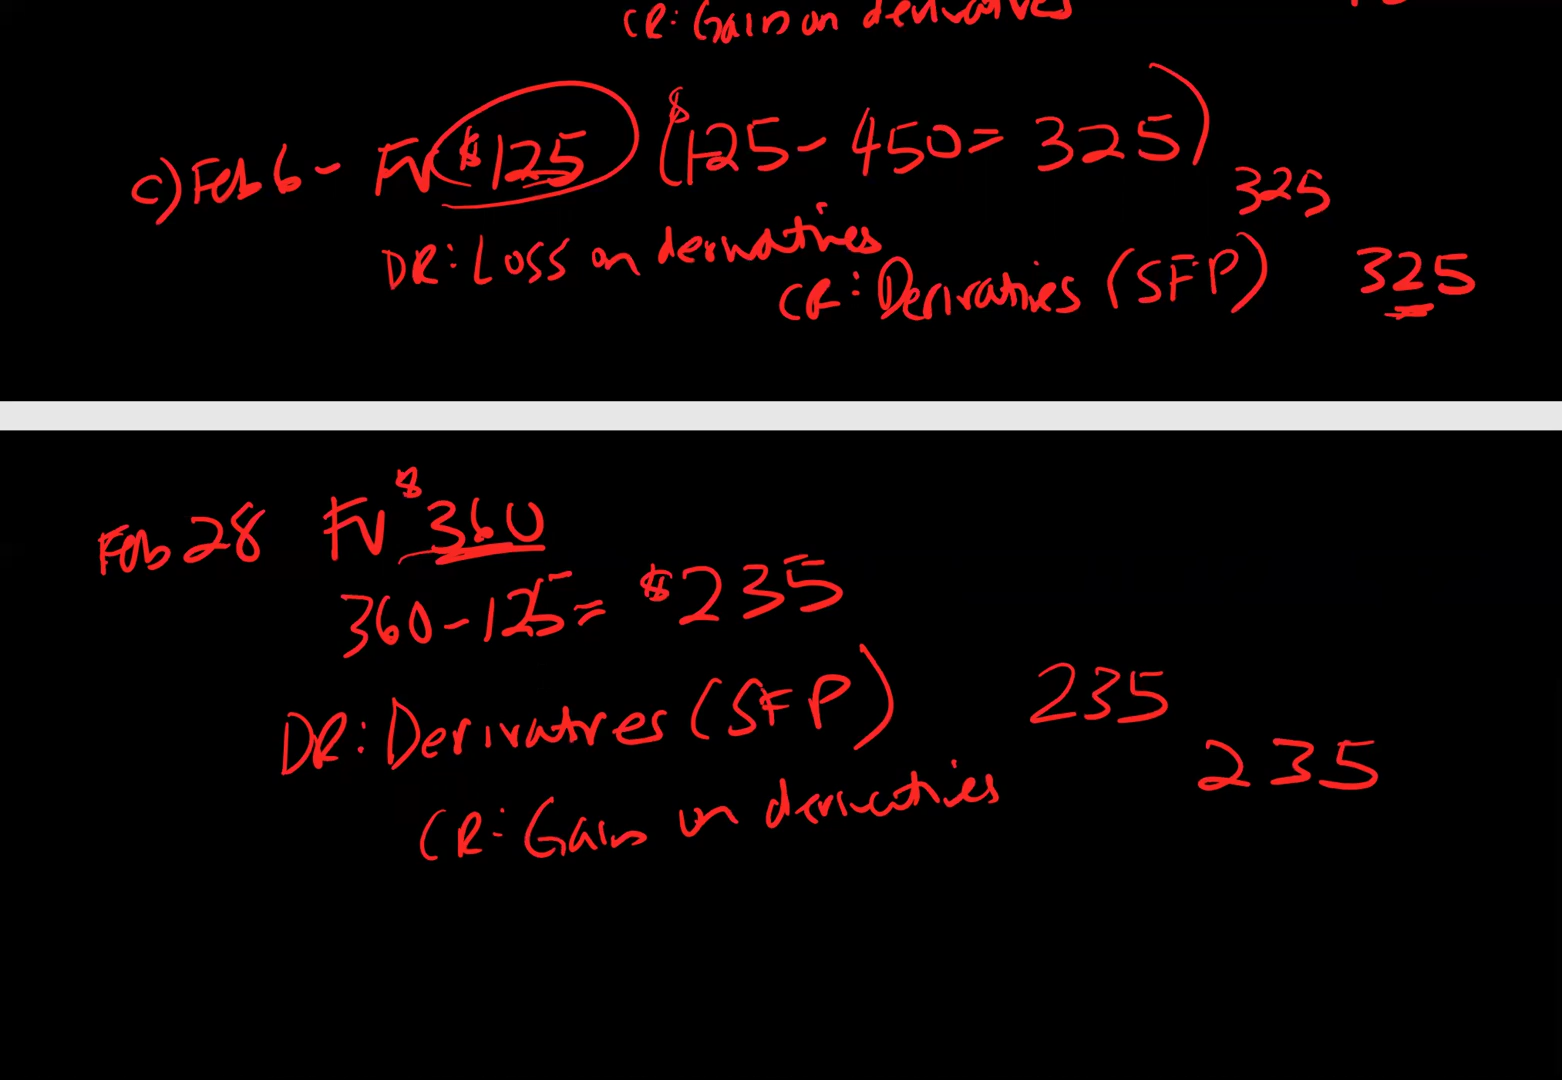 CR: Gain on derivatives
c) Feb 6 - FV $125 ($125 - 450 = 325)
DR: Loss on derivatives 325
CR: Derivatives (SFP) 325
Feb 28 FV $360
360 - 125 = $235
DR: Derivatives (SFP) 235
CR: Gain on derivatives 235